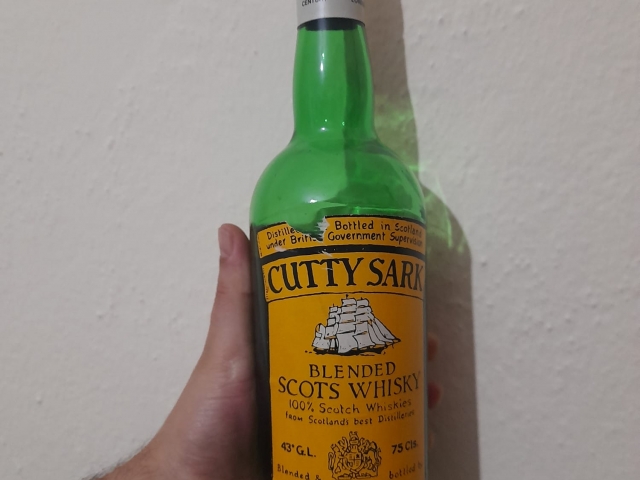 Bottled in Scotland
under Government Supervision
CUTTY SARK
BLENDED
SCOTS WHISKY
100% Scotch Whiskies
from Scotland's best Distilleries
43° G.L. 75 Cls.
Blended & bottled by